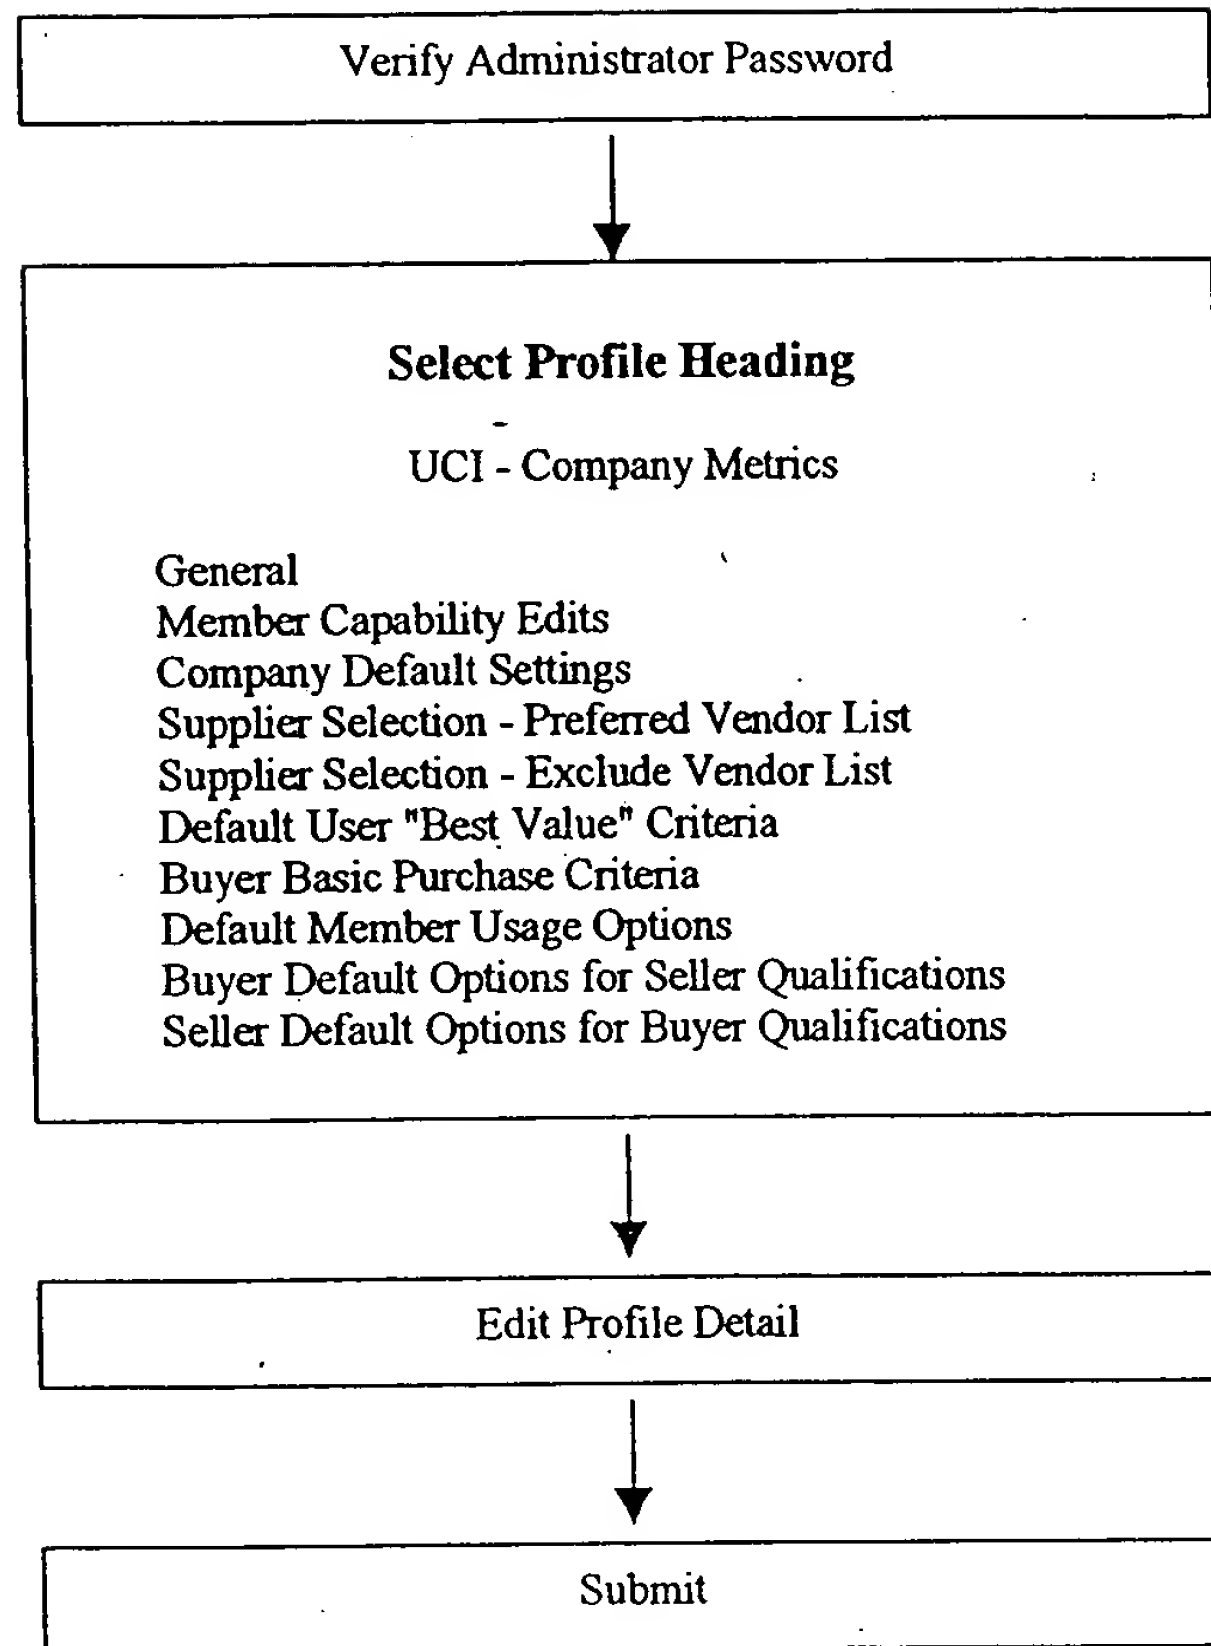 Verify Administrator Password
Select Profile Heading
UCI - Company Metrics
General
Member Capability Edits
Company Default Settings
Supplier Selection - Preferred Vendor List
Supplier Selection - Exclude Vendor List
Default User "Best Value" Criteria
Buyer Basic Purchase Criteria
Default Member Usage Options
Buyer Default Options for Seller Qualifications
Seller Default Options for Buyer Qualifications
Edit Profile Detail
Submit